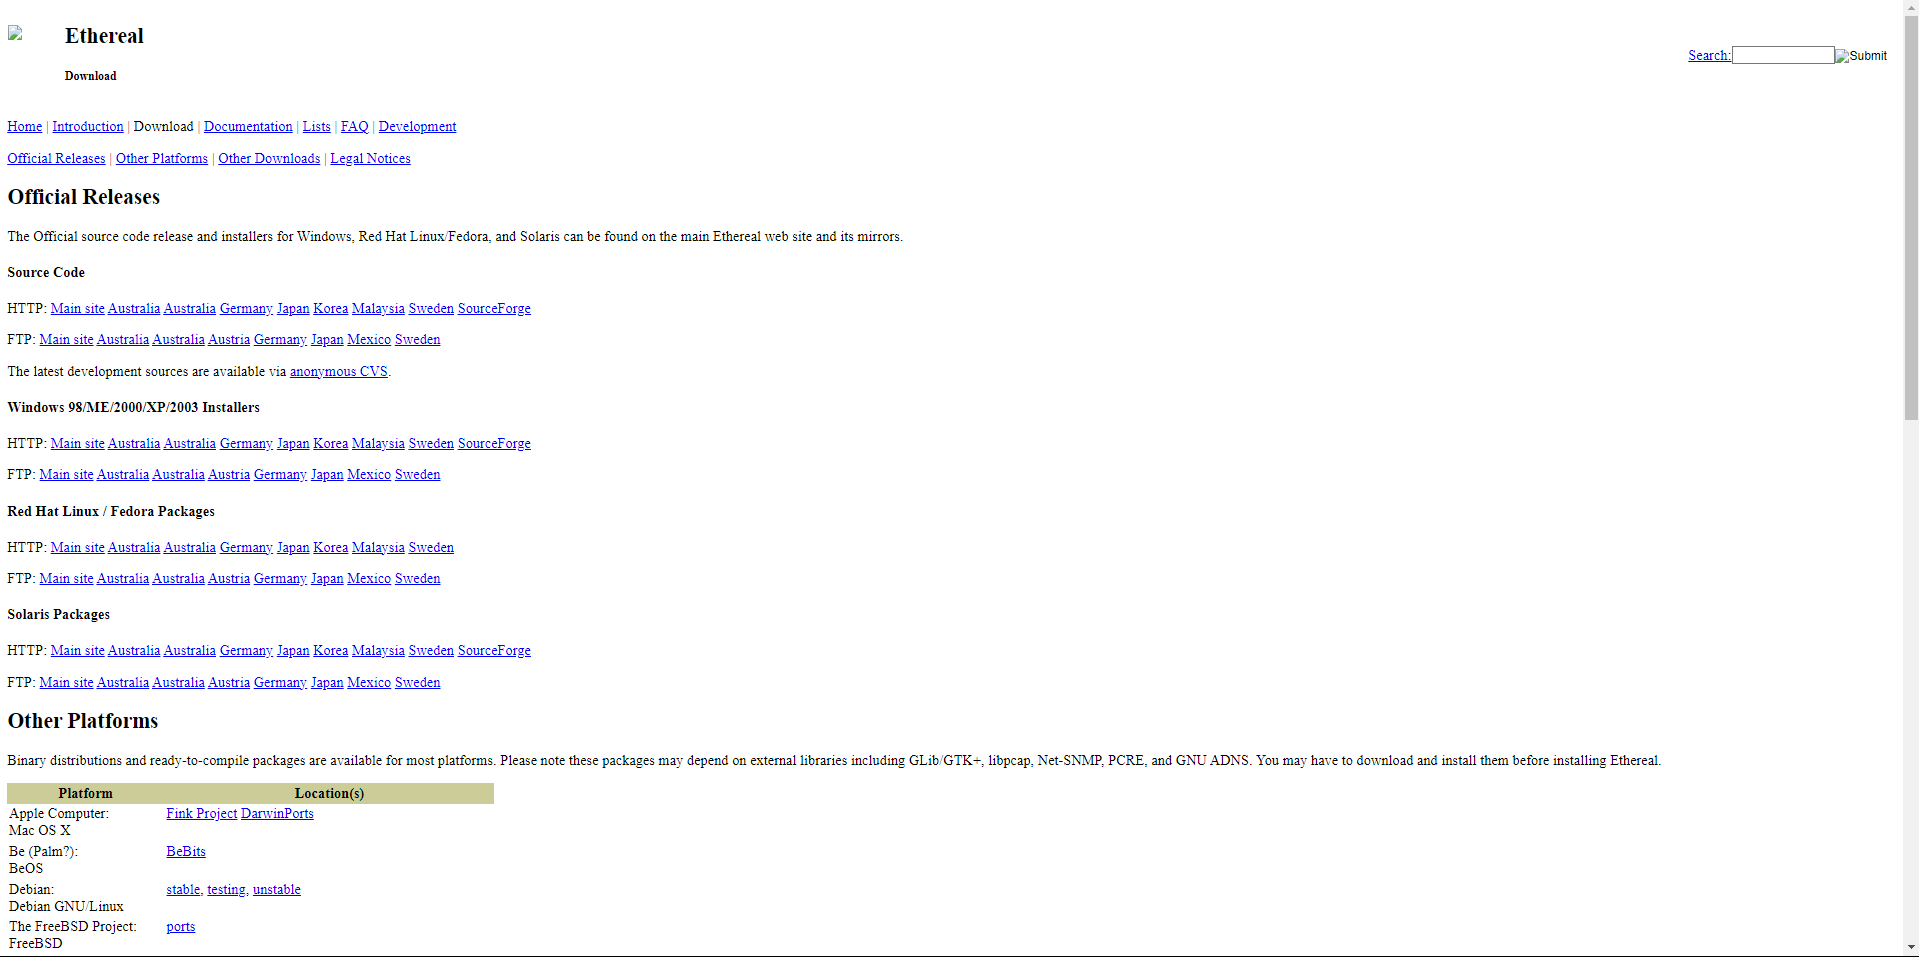 Ethereal
Download
Search: Submit
Home | Introduction | Download | Documentation | Lists | FAQ | Development
Official Releases | Other Platforms | Other Downloads | Legal Notices
Official Releases
The Official source code release and installers for Windows, Red Hat Linux/Fedora, and Solaris can be found on the main Ethereal web site and its mirrors.
Source Code
HTTP: Main site Australia Australia Germany Japan Korea Malaysia Sweden SourceForge
FTP: Main site Australia Australia Austria Germany Japan Mexico Sweden
The latest development sources are available via anonymous CVS.
Windows 98/ME/2000/XP/2003 Installers
HTTP: Main site Australia Australia Germany Japan Korea Malaysia Sweden SourceForge
FTP: Main site Australia Australia Austria Germany Japan Mexico Sweden
Red Hat Linux / Fedora Packages
HTTP: Main site Australia Australia Germany Japan Korea Malaysia Sweden
FTP: Main site Australia Australia Austria Germany Japan Mexico Sweden
Solaris Packages
HTTP: Main site Australia Australia Germany Japan Korea Malaysia Sweden SourceForge
FTP: Main site Australia Australia Austria Germany Japan Mexico Sweden
Other Platforms
Binary distributions and ready-to-compile packages are available for most platforms. Please note these packages may depend on external libraries including GLib/GTK+, libpcap, Net-SNMP, PCRE, and GNU ADNS. You may have to download and install them before installing Ethereal.
Platform Location(s)
Apple Computer: Fink Project DarwinPorts
Mac OS X
Be (Palm?): BeBits
BeOS
Debian: stable, testing, unstable
Debian GNU/Linux
The FreeBSD Project: ports
FreeBSD